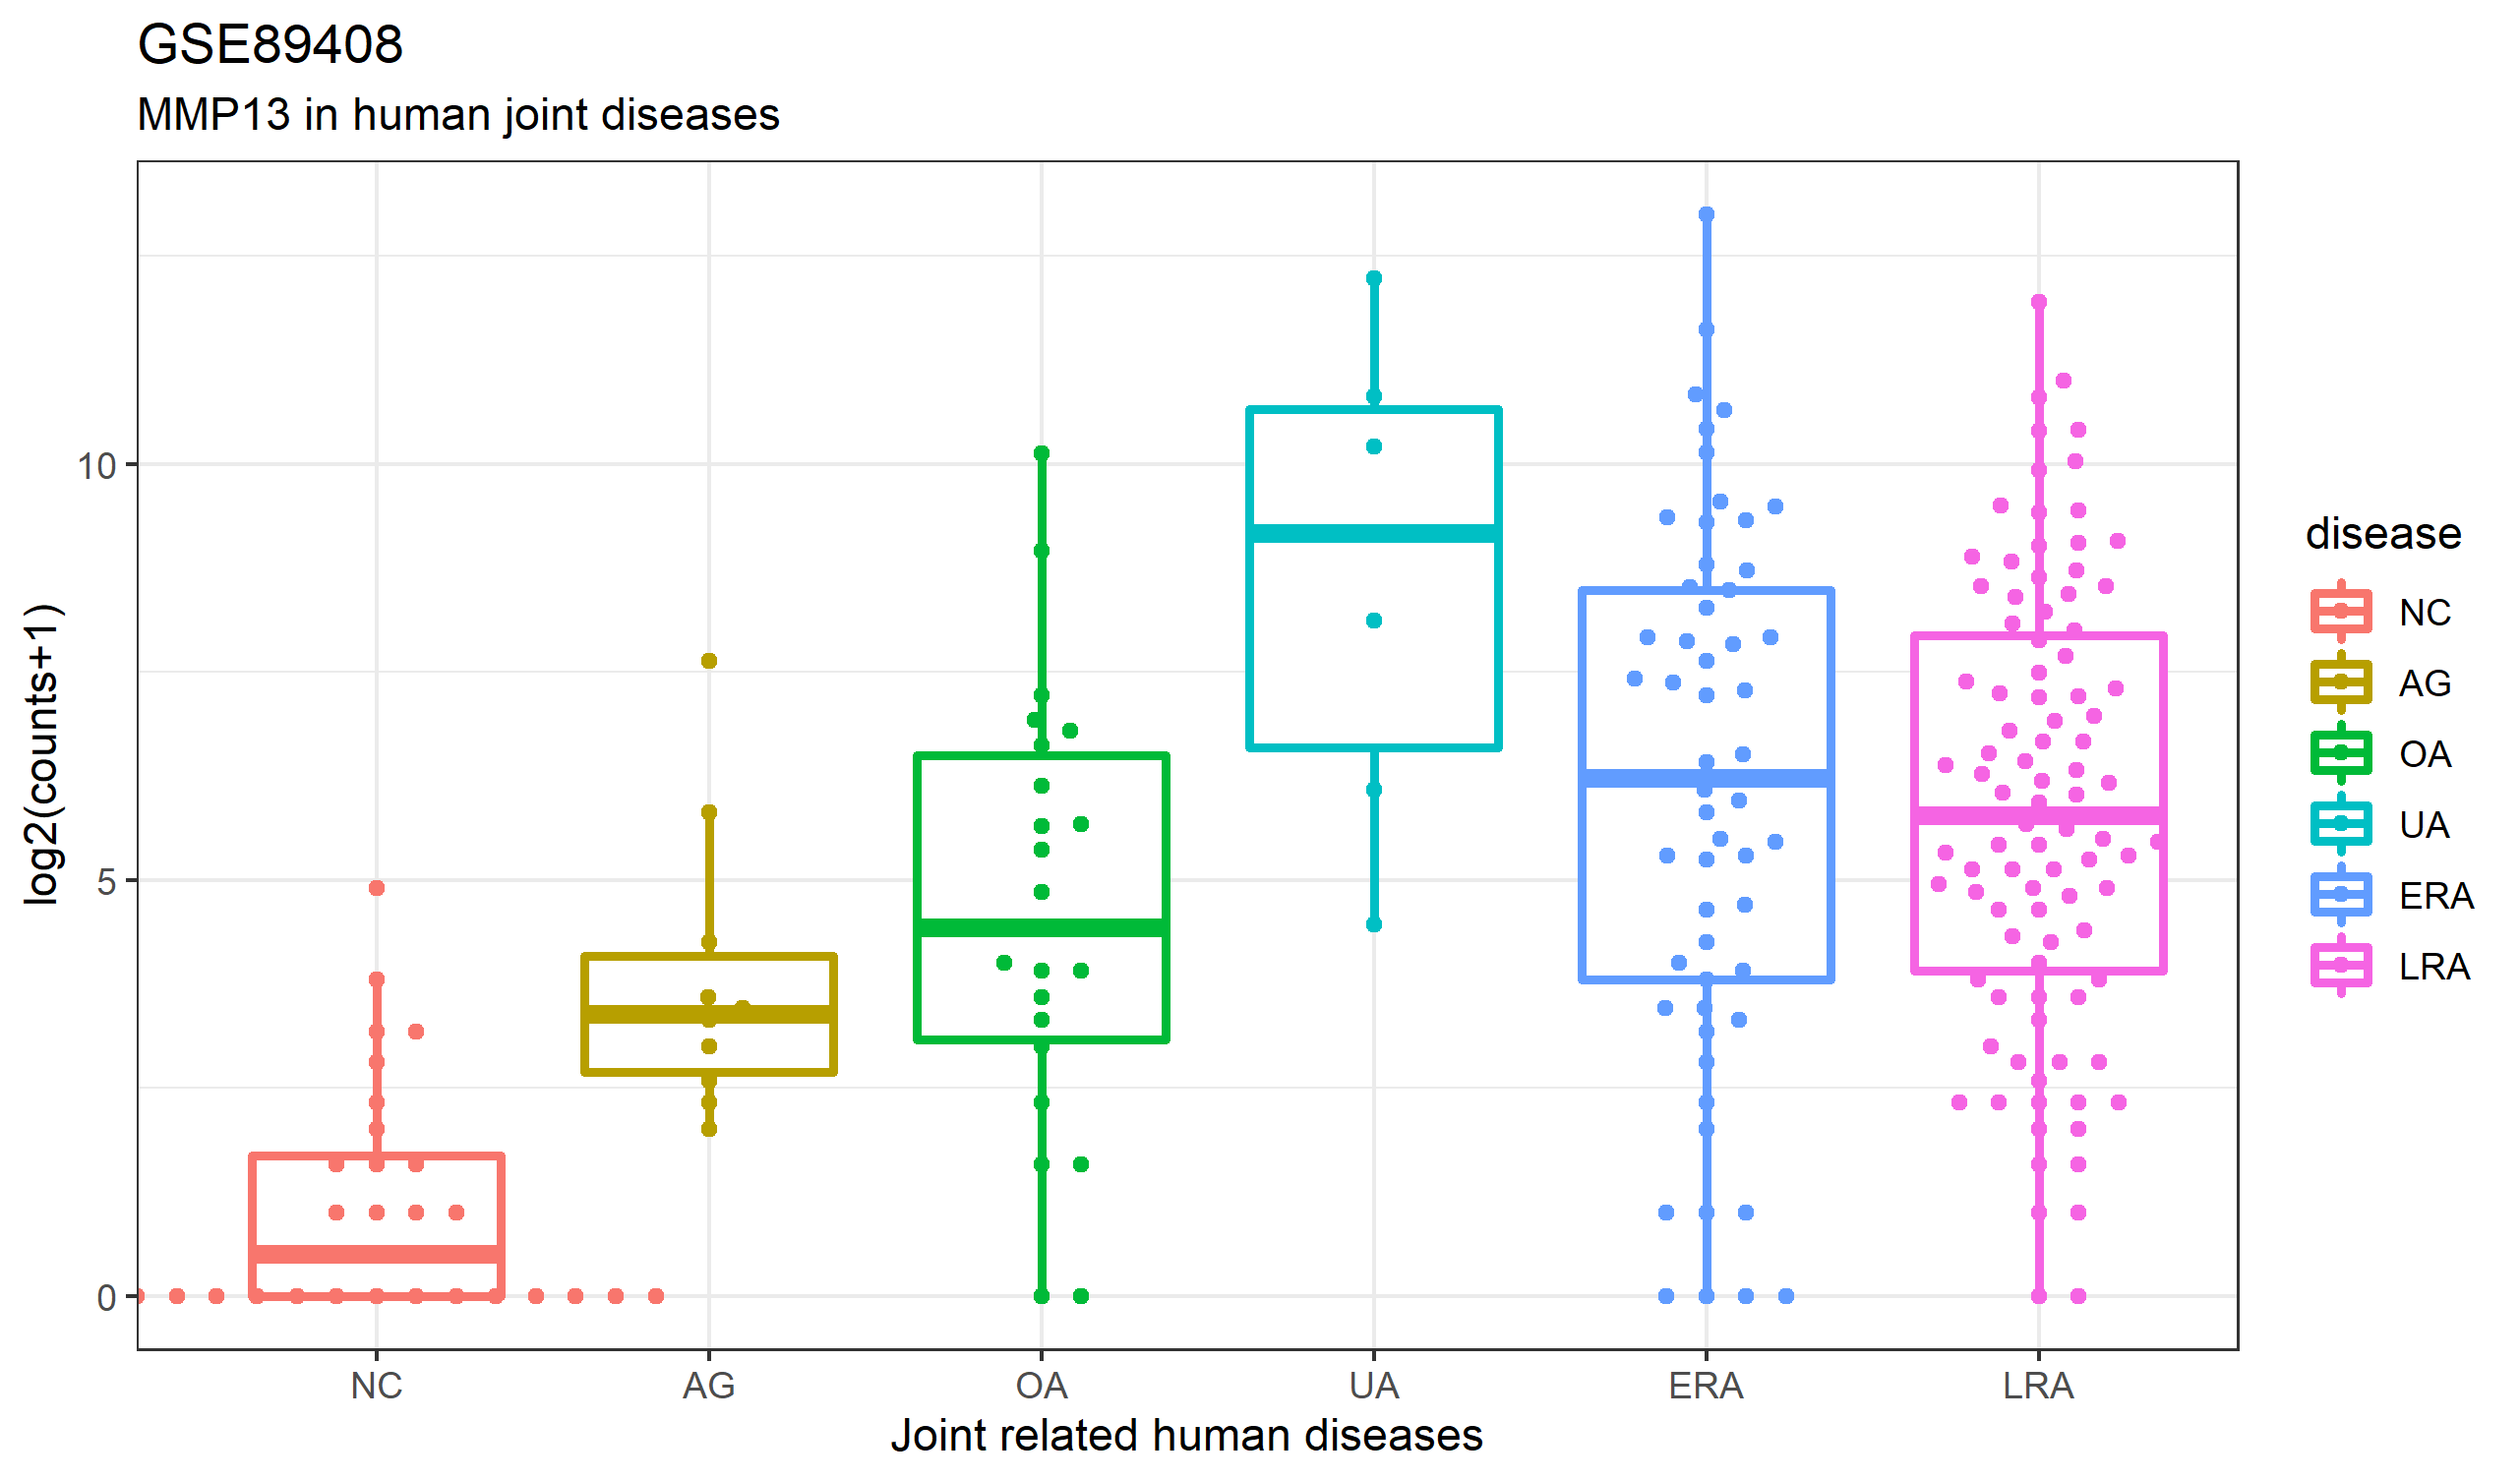 GSE89408
MMP13 in human joint diseases
log2(counts+1)
10
5
0
NC
AG
OA
UA
ERA
LRA
Joint related human diseases
disease
NC
AG
OA
UA
ERA
LRA